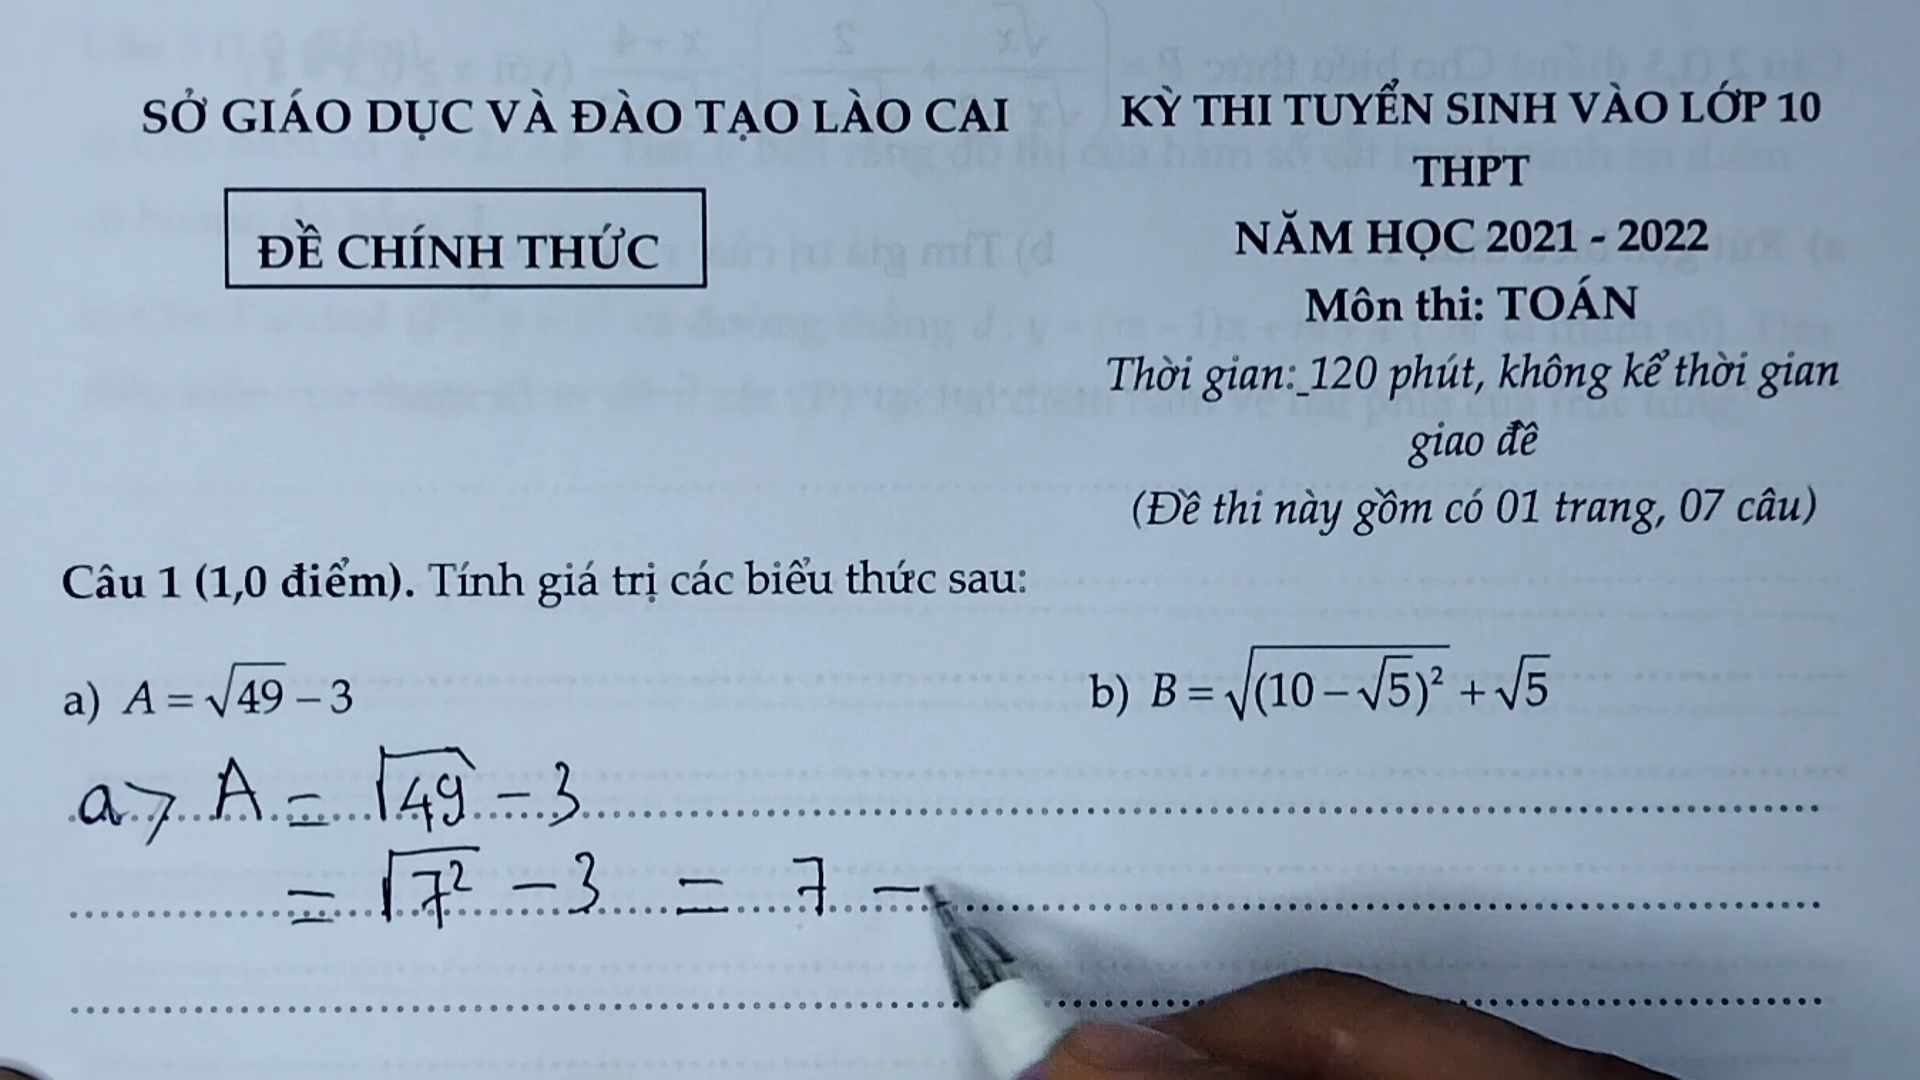 SỞ GIÁO DỤC VÀ ĐÀO TẠO LÀO CAI
ĐỀ CHÍNH THỨC
KỲ THI TUYỂN SINH VÀO LỚP 10
THPT
NĂM HỌC 2021 - 2022
Môn thi: TOÁN
Thời gian: 120 phút, không kể thời gian
giao đề
(Đề thi này gồm có 01 trang, 07 câu)
Câu 1 (1,0 điểm). Tính giá trị các biểu thức sau:
a) A = √49 – 3
b) B = √(10 – √5)² + √5
a> A = √49 – 3
= √7² – 3 = 7 –